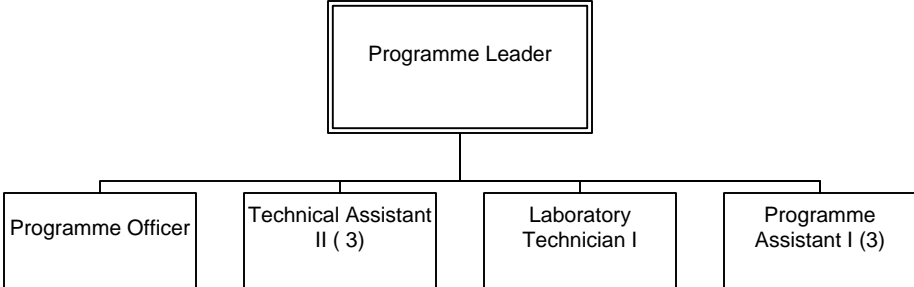 Programme Leader
Programme Officer
Technical Assistant
II ( 3)
Laboratory
Technician I
Programme
Assistant I (3)